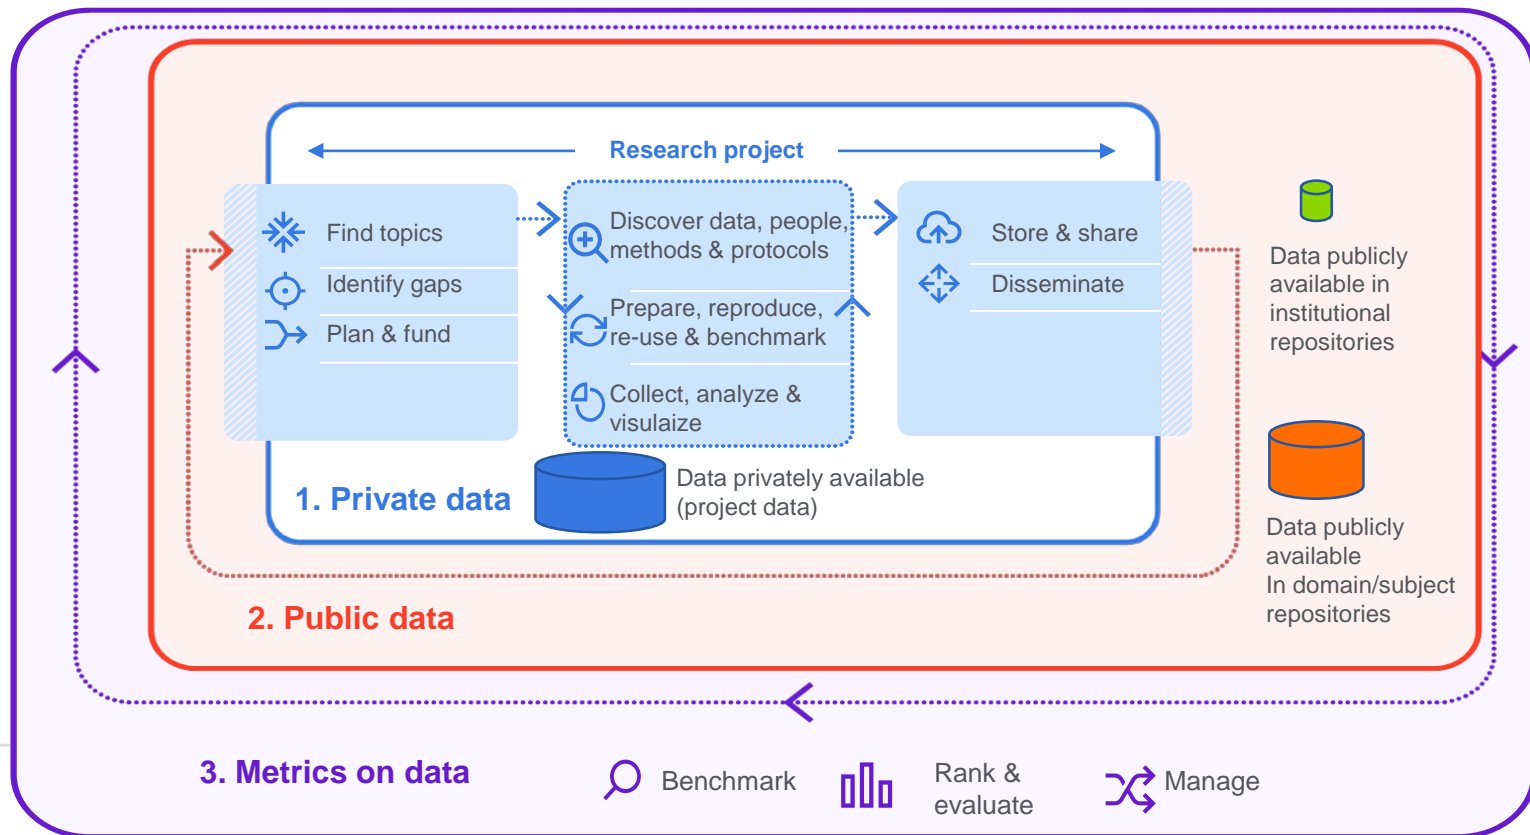 Research project
Find topics
Identify gaps
Plan & fund
Discover data, people,
methods & protocols
Prepare, reproduce,
re-use & benchmark
Collect, analyze &
visulaize
Store & share
Disseminate
1. Private data
Data privately available
(project data)
Data publicly
available in
institutional
repositories
Data publicly
available
In domain/subject
repositories
2. Public data
3. Metrics on data
Benchmark
Rank &
evaluate
Manage